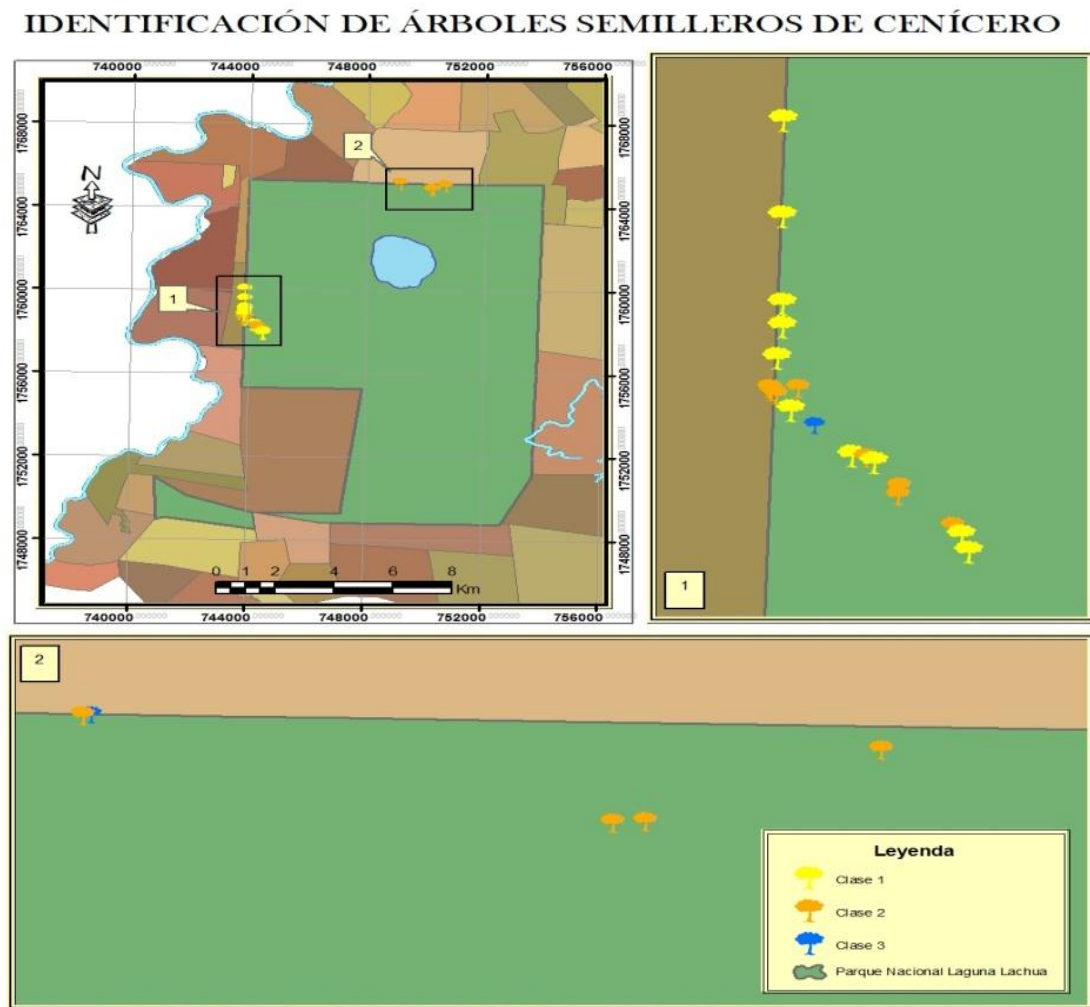 IDENTIFICACIÓN DE ÁRBOLES SEMILLEROS DE CENÍCERO
740000 744000 748000 752000 756000
1768000 1768000
2
N
1764000 1764000
1760000 1760000
1
1756000 1756000
1752000 1752000
1748000 1748000
0 1 2 4 6 8
Km
740000 744000 748000 752000 756000
1
2
Leyenda
Clase 1
Clase 2
Clase 3
Parque Nacional Laguna Lachua